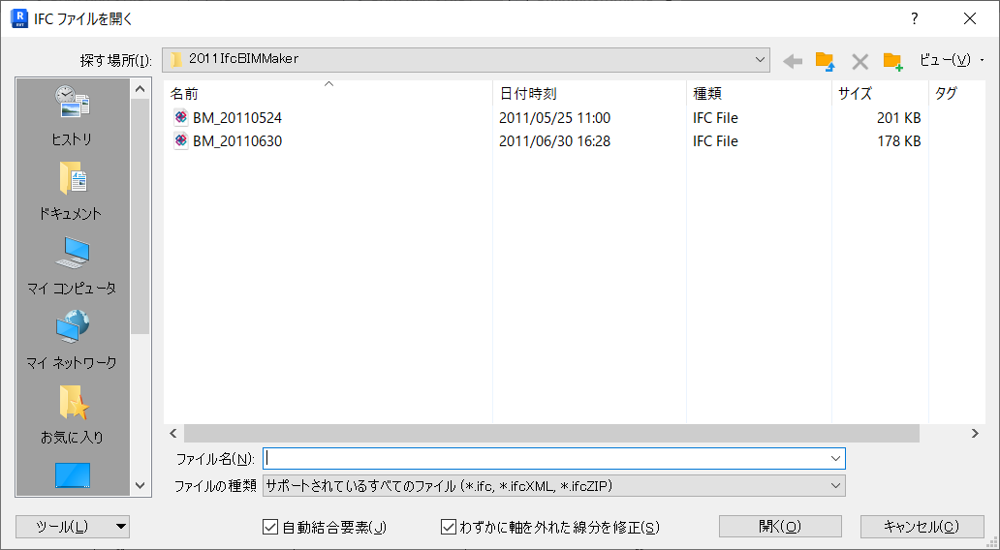 IFC ファイルを開く
探す場所(I):
2011IfcBIMMaker
ビュー(V)
名前 日付時刻 種類 サイズ タグ
BM_20110524 2011/05/25 11:00 IFC File 201 KB
BM_20110630 2011/06/30 16:28 IFC File 178 KB
ヒストリ
ドキュメント
マイ コンピュータ
マイ ネットワーク
お気に入り
ファイル名(N):
ファイルの種類 サポートされているすべてのファイル (*.ifc, *.ifcXML, *.ifcZIP)
ツール(L) 自動結合要素(J) わずかに軸を外れた線分を修正(S) 開く(O) キャンセル(C)